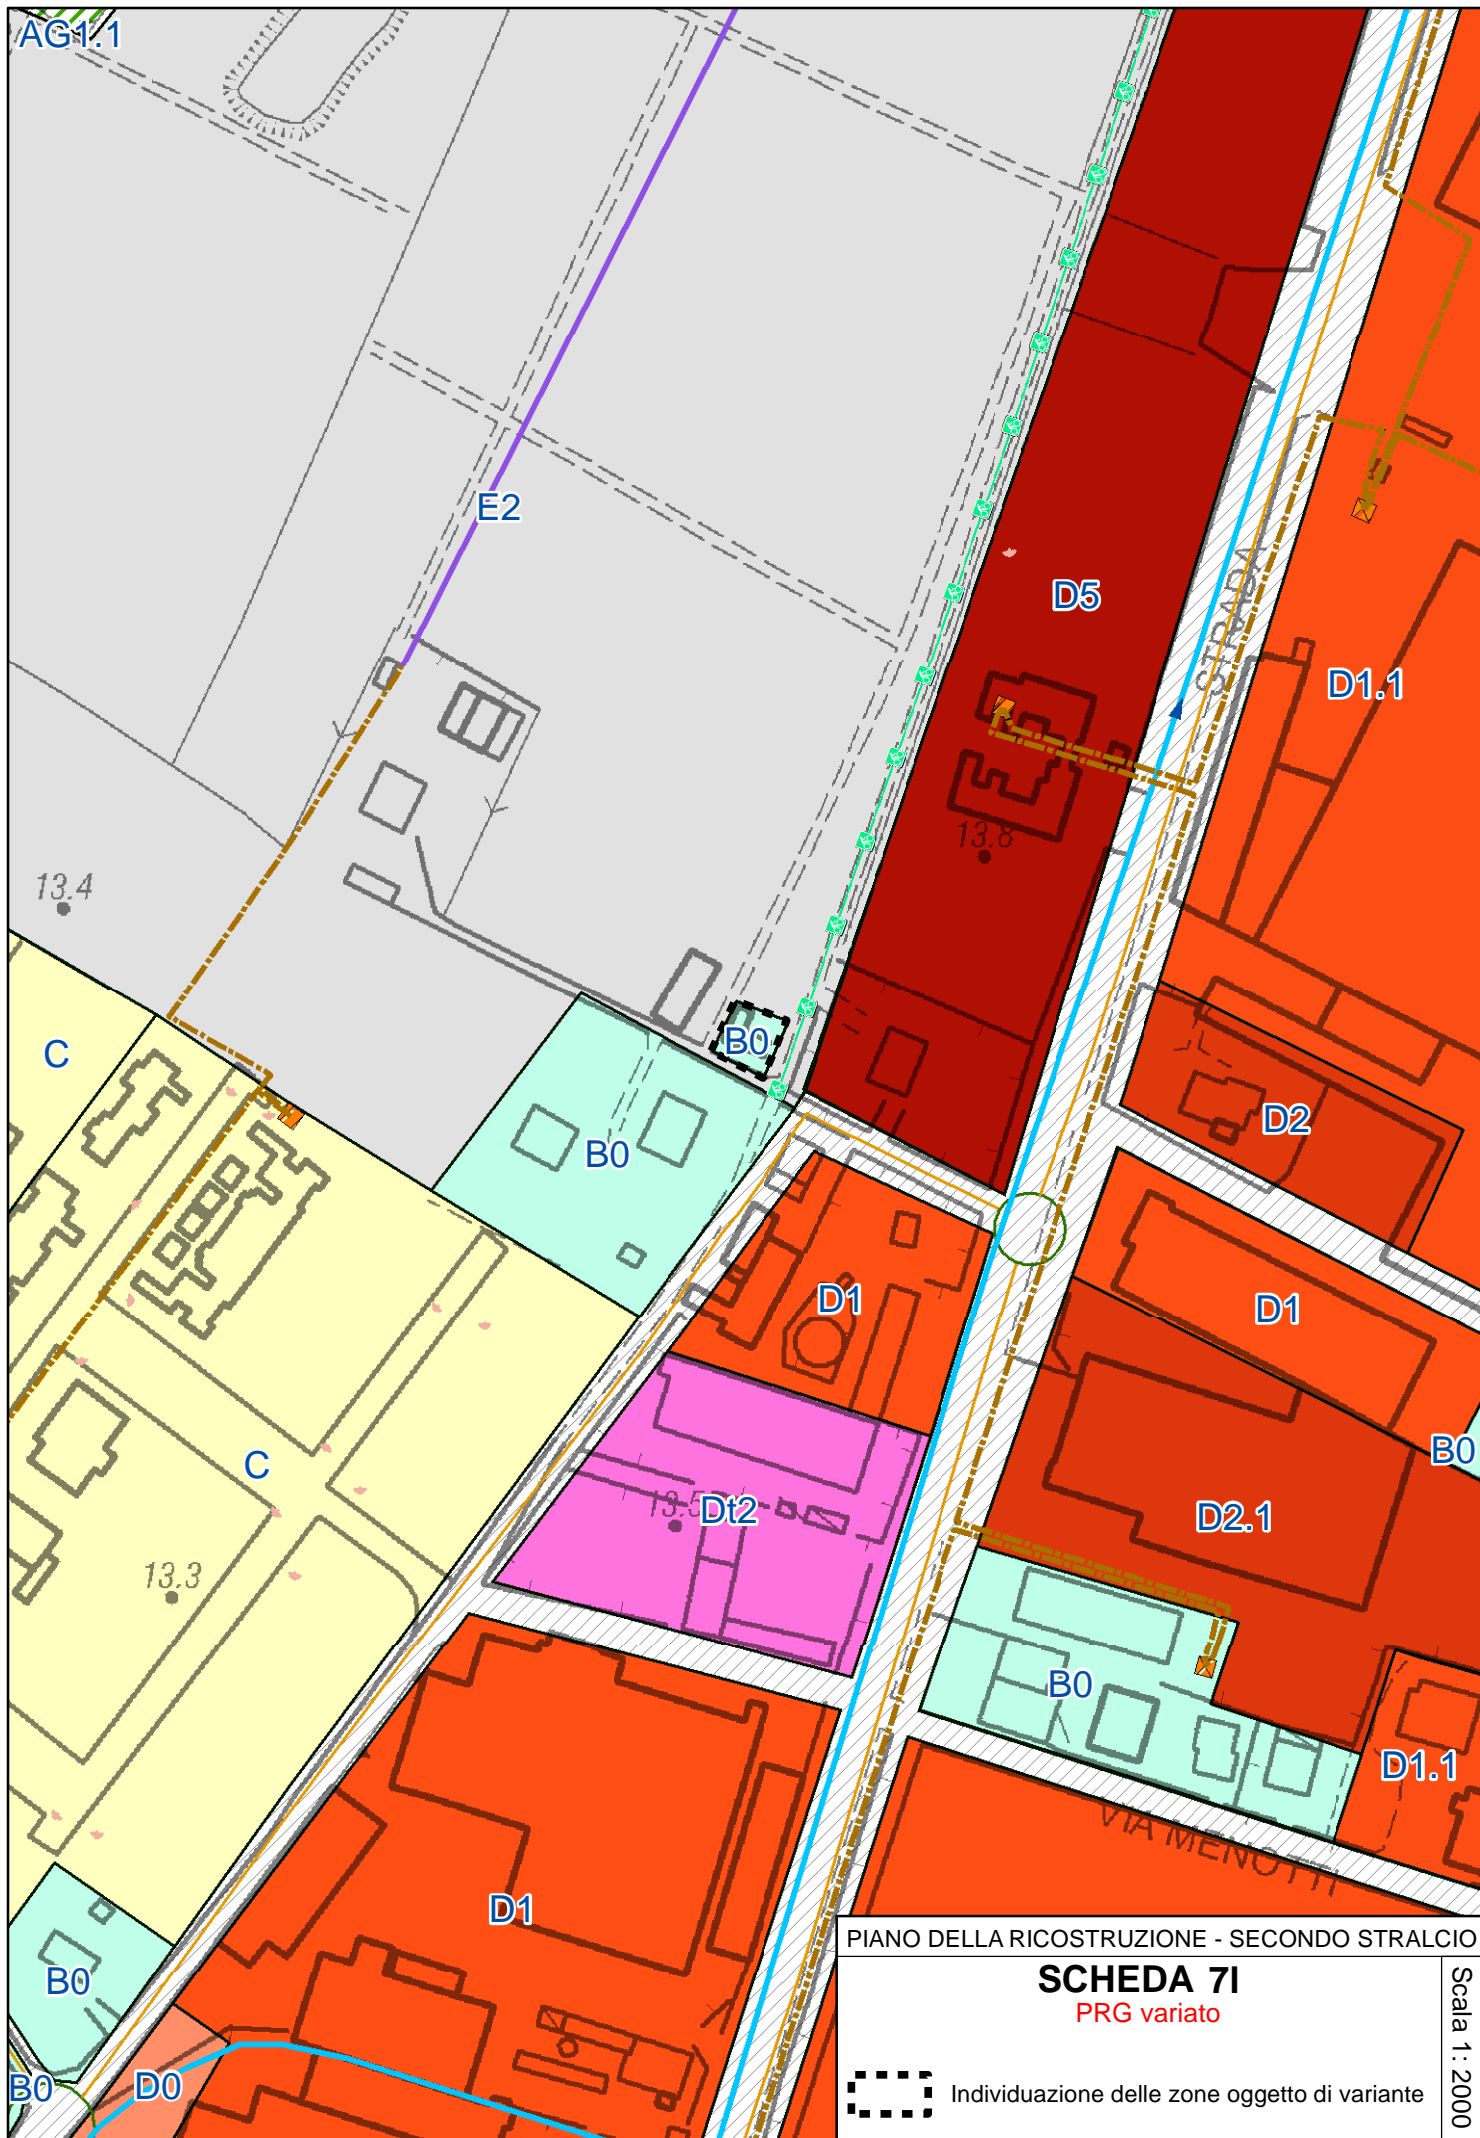 AG1.1
E2
D5
STRADA
D1.1
13.8
13.4
B0
C
D2
B0
D1
D1
B0
C
13.5
Dt2
D2.1
13.3
B0
D1.1
VIA MENOTTI
D1
B0
B0
D0
PIANO DELLA RICOSTRUZIONE - SECONDO STRALCIO
SCHEDA 7I
PRG variato
Individuazione delle zone oggetto di variante
Scala 1: 2000